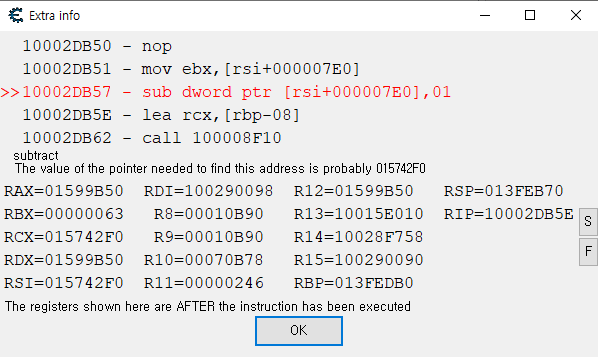 Extra info
10002DB50 - nop
10002DB51 - mov ebx,[rsi+000007E0]
>>10002DB57 - sub dword ptr [rsi+000007E0],01
10002DB5E - lea rcx,[rbp-08]
10002DB62 - call 100008F10
subtract
The value of the pointer needed to find this address is probably 015742F0
RAX=01599B50 RDI=100290098 R12=01599B50 RSP=013FEB70
RBX=00000063 R8=00010B90 R13=10015E010 RIP=10002DB5E
RCX=015742F0 R9=00010B90 R14=10028F758
RDX=01599B50 R10=00070B78 R15=100290090
RSI=015742F0 R11=00000246 RBP=013FEDB0
S
F
The registers shown here are AFTER the instruction has been executed
OK